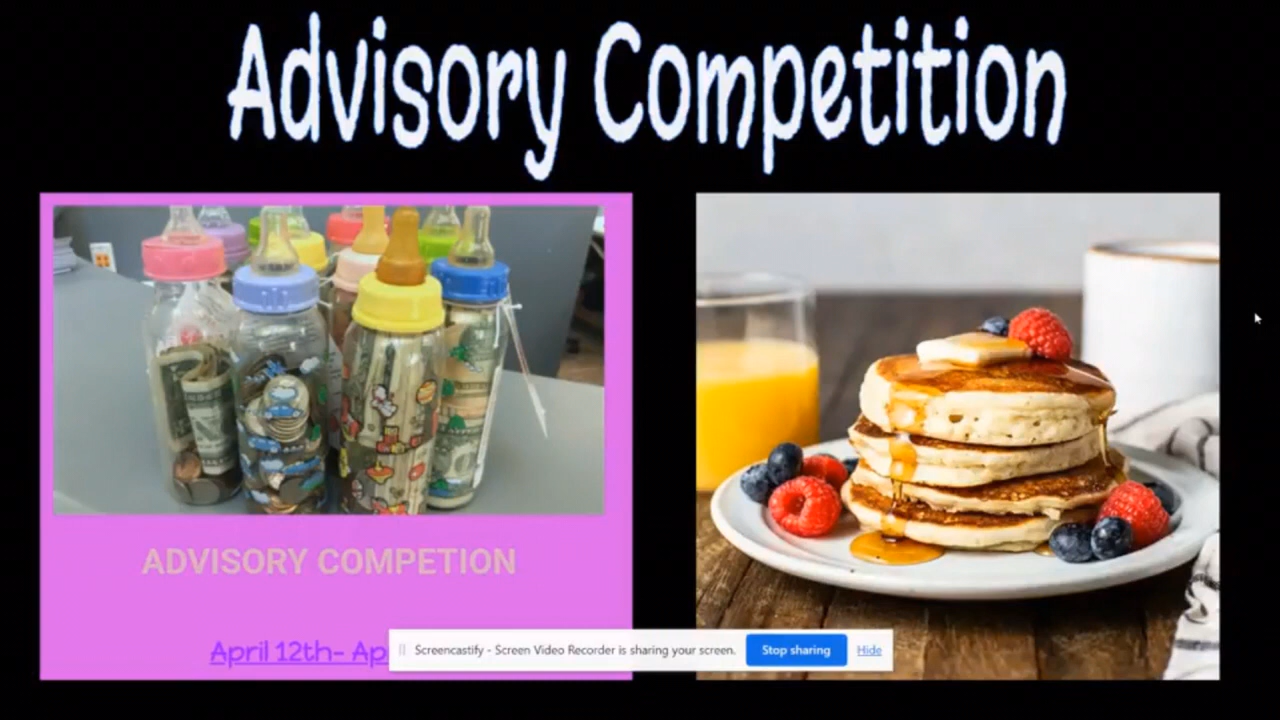 Advisory Competition
ADVISORY COMPETION
April 12th- Ap
Screencastify - Screen Video Recorder is sharing your screen.
Stop sharing
Hide